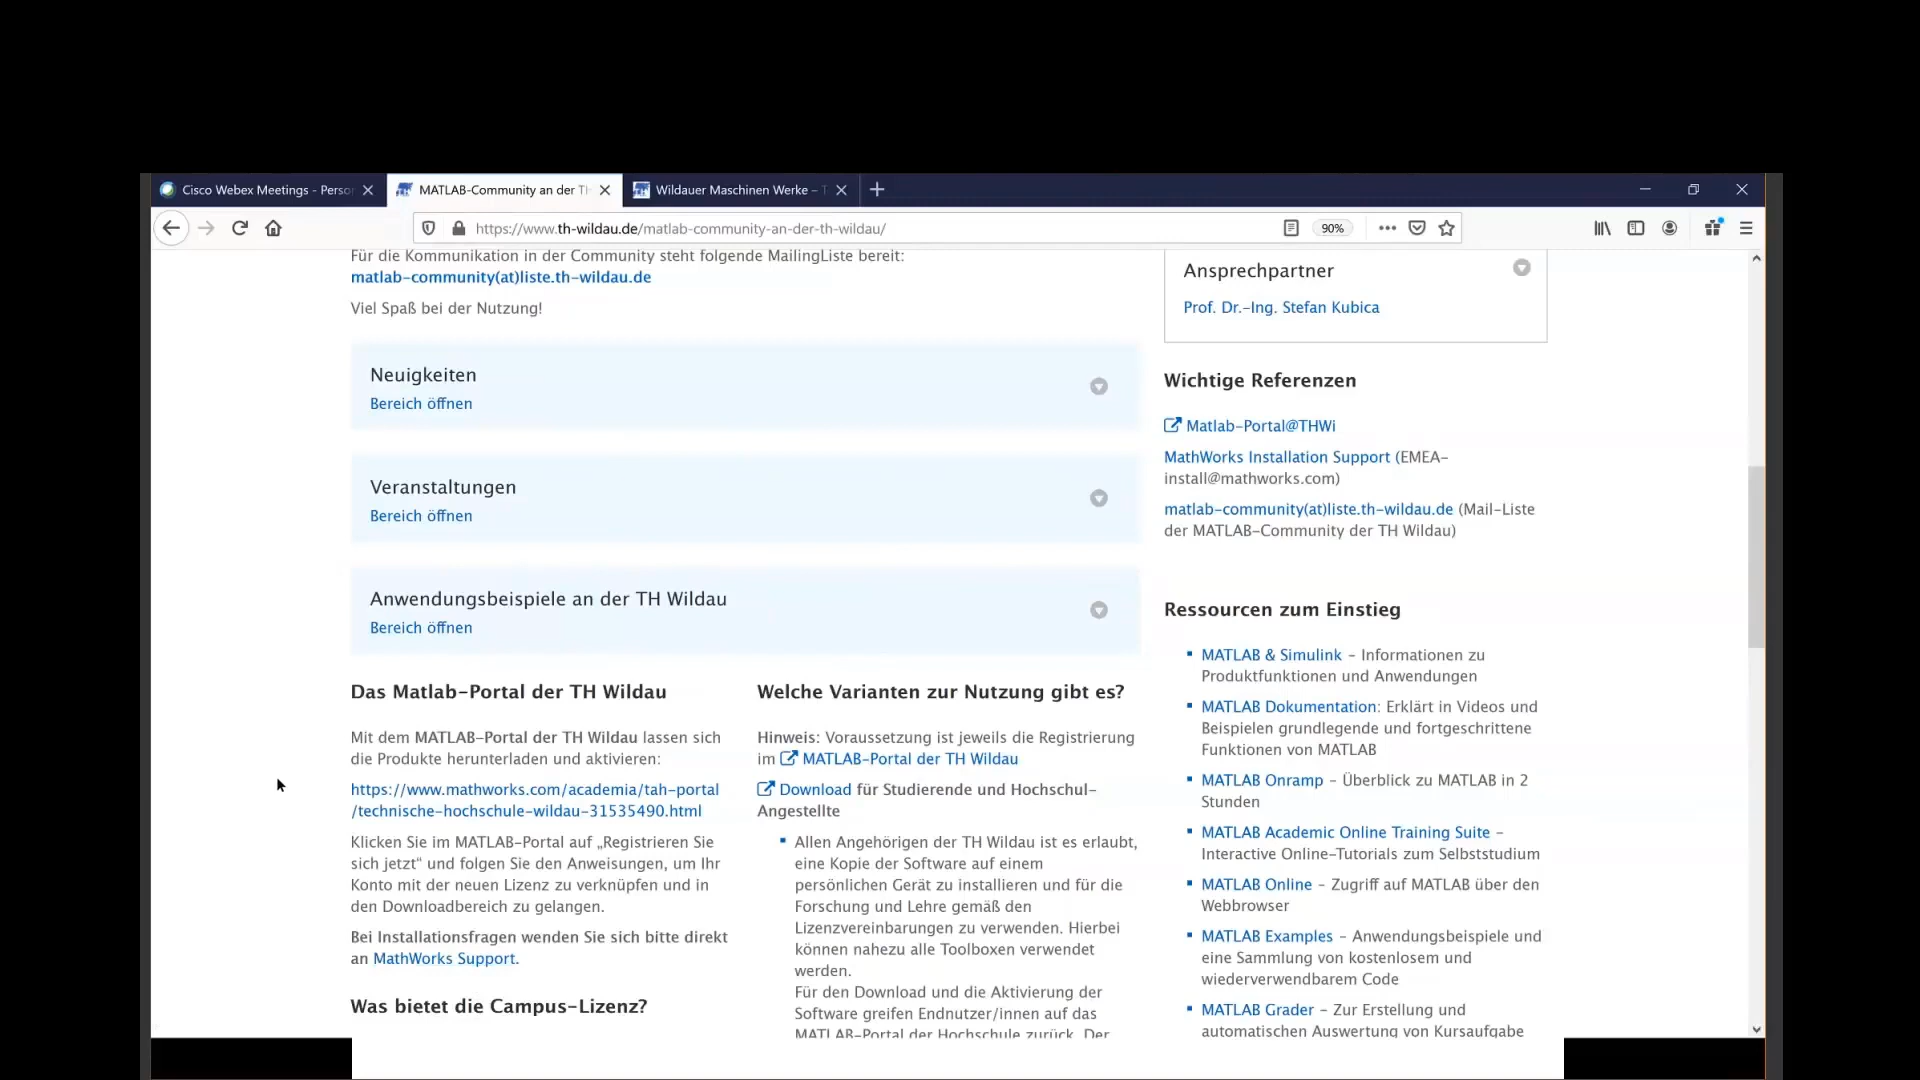 Cisco Webex Meetings - Perso
MATLAB-Community an der TH
Wildauer Maschinen Werke – T
https://www.th-wildau.de/matlab-community-an-der-th-wildau/
90%
Für die Kommunikation in der Community steht folgende MailingListe bereit:
matlab-community(at)liste.th-wildau.de
Viel Spaß bei der Nutzung!
Neuigkeiten
Bereich öffnen
Veranstaltungen
Bereich öffnen
Anwendungsbeispiele an der TH Wildau
Bereich öffnen
Das Matlab-Portal der TH Wildau
Mit dem MATLAB-Portal der TH Wildau lassen sich
die Produkte herunterladen und aktivieren:
https://www.mathworks.com/academia/tah-portal
/technische-hochschule-wildau-31535490.html
Klicken Sie im MATLAB-Portal auf „Registrieren Sie
sich jetzt“ und folgen Sie den Anweisungen, um Ihr
Konto mit der neuen Lizenz zu verknüpfen und in
den Downloadbereich zu gelangen.
Bei Installationsfragen wenden Sie sich bitte direkt
an MathWorks Support.
Was bietet die Campus-Lizenz?
Welche Varianten zur Nutzung gibt es?
Hinweis: Voraussetzung ist jeweils die Registrierung
im MATLAB-Portal der TH Wildau
Download für Studierende und Hochschul-
Angestellte
Allen Angehörigen der TH Wildau ist es erlaubt,
eine Kopie der Software auf einem
persönlichen Gerät zu installieren und für die
Forschung und Lehre gemäß den
Lizenzvereinbarungen zu verwenden. Hierbei
können nahezu alle Toolboxen verwendet
werden.
Für den Download und die Aktivierung der
Software greifen Endnutzer/innen auf das
MATLAB-Portal der Hochschule zurück. Der
Ansprechpartner
Prof. Dr.-Ing. Stefan Kubica
Wichtige Referenzen
Matlab-Portal@THWi
MathWorks Installation Support (EMEA-
install@mathworks.com)
matlab-community(at)liste.th-wildau.de (Mail-Liste
der MATLAB-Community der TH Wildau)
Ressourcen zum Einstieg
MATLAB & Simulink – Informationen zu
Produktfunktionen und Anwendungen
MATLAB Dokumentation: Erklärt in Videos und
Beispielen grundlegende und fortgeschrittene
Funktionen von MATLAB
MATLAB Onramp – Überblick zu MATLAB in 2
Stunden
MATLAB Academic Online Training Suite –
Interactive Online-Tutorials zum Selbststudium
MATLAB Online – Zugriff auf MATLAB über den
Webbrowser
MATLAB Examples – Anwendungsbeispiele und
eine Sammlung von kostenlosem und
wiederverwendbarem Code
MATLAB Grader – Zur Erstellung und
automatischen Auswertung von Kursaufgabe